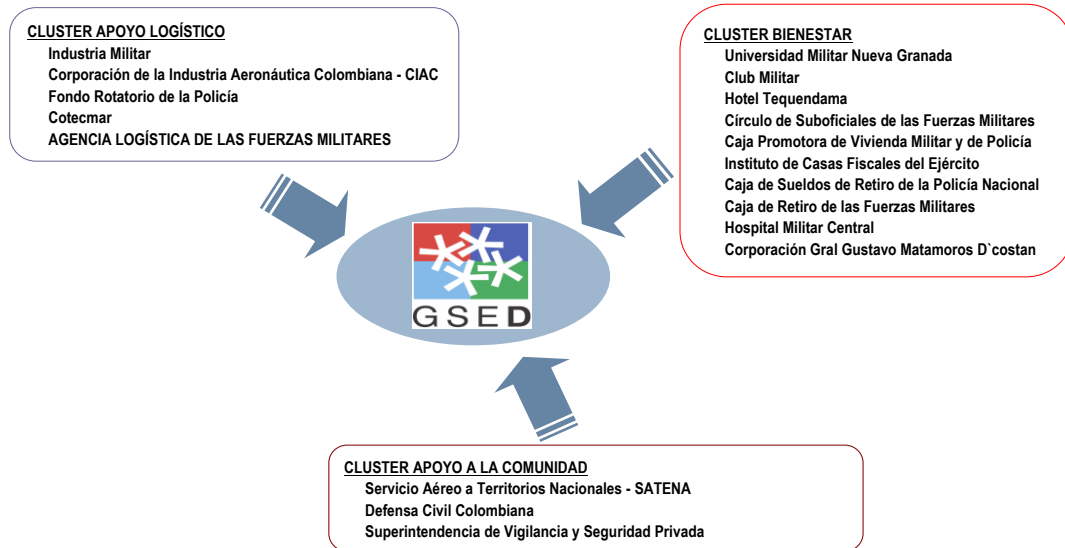 CLUSTER APOYO LOGÍSTICO
Industria Militar
Corporación de la Industria Aeronáutica Colombiana - CIAC
Fondo Rotatorio de la Policía
Cotecmar
AGENCIA LOGÍSTICA DE LAS FUERZAS MILITARES
CLUSTER BIENESTAR
Universidad Militar Nueva Granada
Club Militar
Hotel Tequendama
Círculo de Suboficiales de las Fuerzas Militares
Caja Promotora de Vivienda Militar y de Policía
Instituto de Casas Fiscales del Ejército
Caja de Sueldos de Retiro de la Policía Nacional
Caja de Retiro de las Fuerzas Militares
Hospital Militar Central
Corporación Gral Gustavo Matamoros D`costan
GSED
CLUSTER APOYO A LA COMUNIDAD
Servicio Aéreo a Territorios Nacionales - SATENA
Defensa Civil Colombiana
Superintendencia de Vigilancia y Seguridad Privada